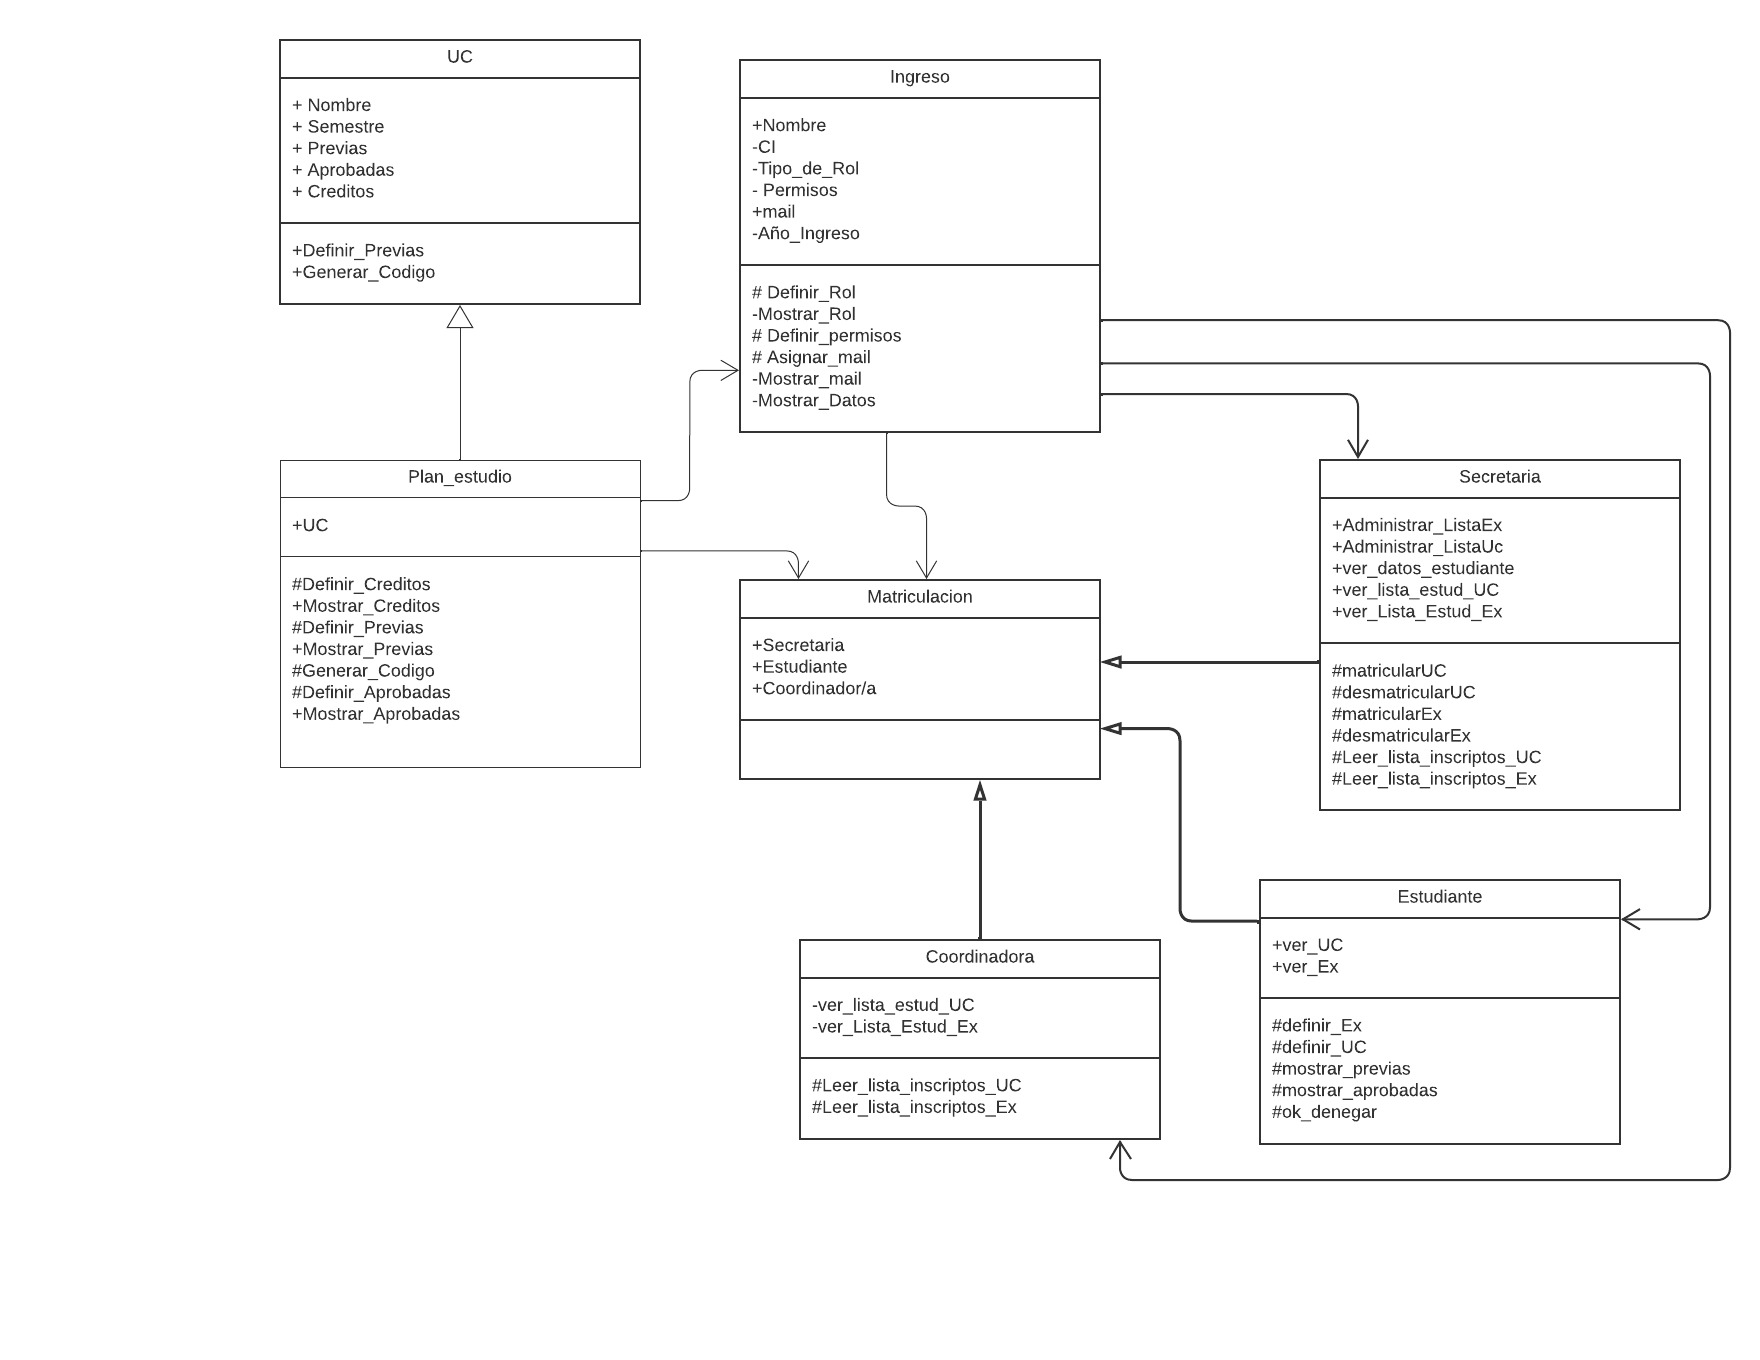 UC
+ Nombre
+ Semestre
+ Previas
+ Aprobadas
+ Creditos
+Definir_Previas
+Generar_Codigo
Ingreso
+Nombre
-CI
-Tipo_de_Rol
- Permisos
+mail
-Año_Ingreso
# Definir_Rol
-Mostrar_Rol
# Definir_permisos
# Asignar_mail
-Mostrar_mail
-Mostrar_Datos
Plan_estudio
+UC
#Definir_Creditos
+Mostrar_Creditos
#Definir_Previas
+Mostrar_Previas
#Generar_Codigo
#Definir_Aprobadas
+Mostrar_Aprobadas
Matriculacion
+Secretaria
+Estudiante
+Coordinador/a
Secretaria
+Administrar_ListaEx
+Administrar_ListaUc
+ver_datos_estudiante
+ver_lista_estud_UC
+ver_Lista_Estud_Ex
#matricularUC
#desmatricularUC
#matricularEx
#desmatricularEx
#Leer_lista_inscriptos_UC
#Leer_lista_inscriptos_Ex
Coordinadora
-ver_lista_estud_UC
-ver_Lista_Estud_Ex
#Leer_lista_inscriptos_UC
#Leer_lista_inscriptos_Ex
Estudiante
+ver_UC
+ver_Ex
#definir_Ex
#definir_UC
#mostrar_previas
#mostrar_aprobadas
#ok_denegar